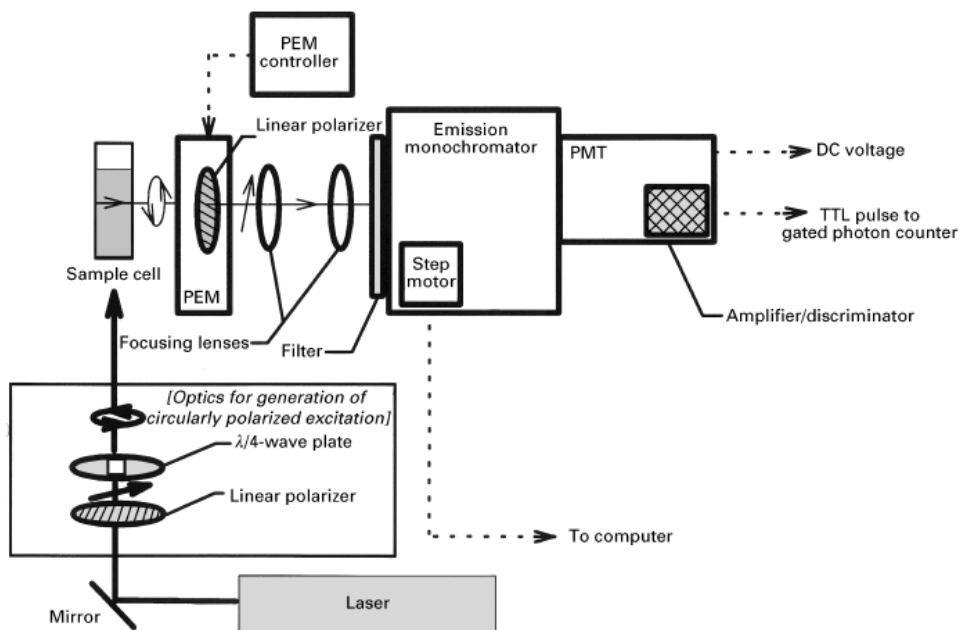 PEM
controller
Linear polarizer
Emission
monochromator
PMT
DC voltage
TTL pulse to
gated photon counter
Sample cell
PEM
Step
motor
Amplifier/discriminator
Focusing lenses
Filter
[Optics for generation of
circularly polarized excitation]
λ/4-wave plate
Linear polarizer
To computer
Mirror
Laser